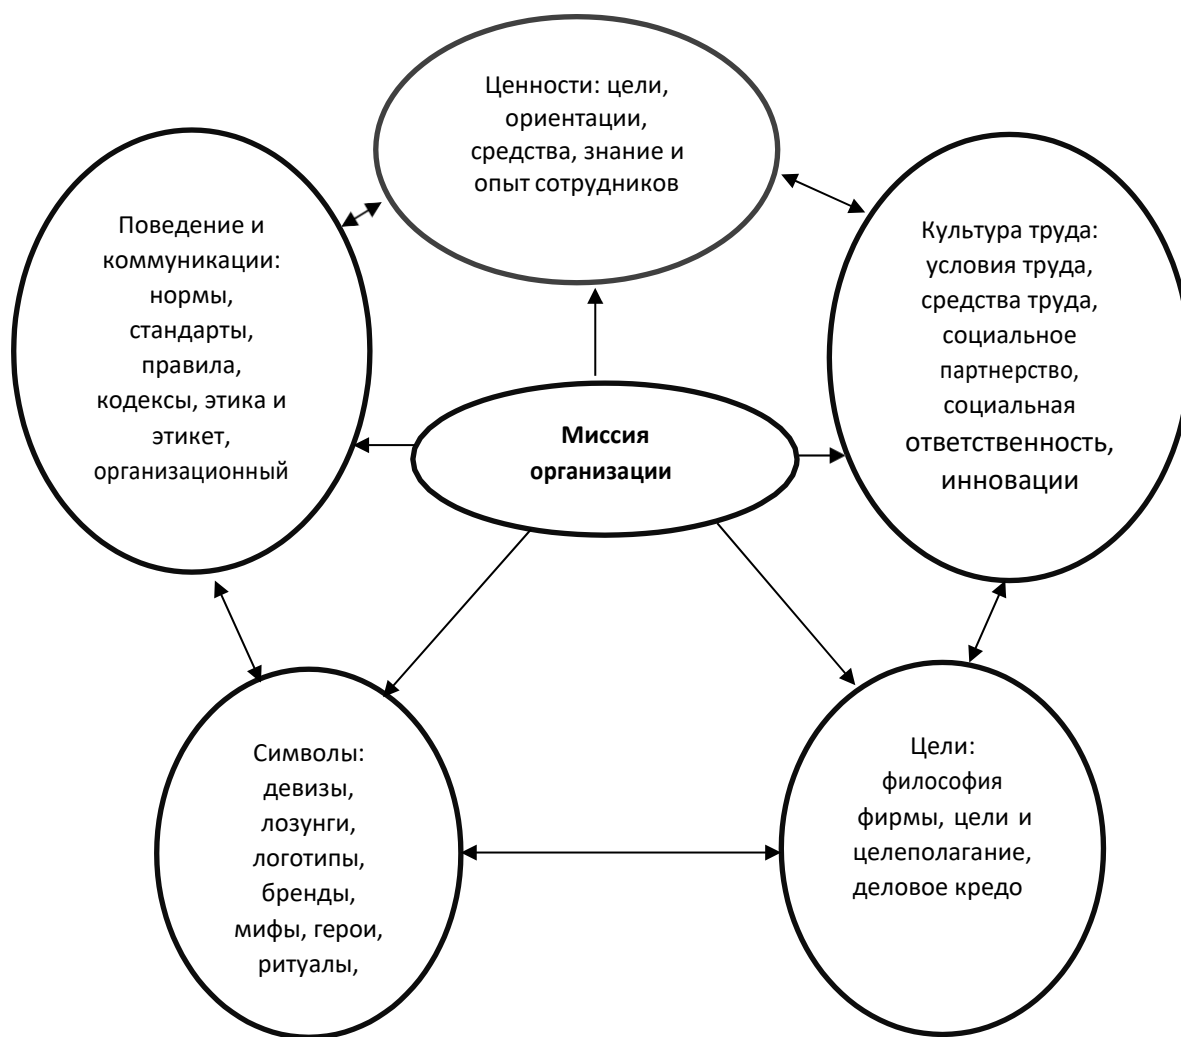 Ценности: цели,
ориентации,
средства, знание и
опыт сотрудников
Поведение и
коммуникации:
нормы,
стандарты,
правила,
кодексы, этика и
этикет,
организационный
Культура труда:
условия труда,
средства труда,
социальное
партнерство,
социальная
ответственность,
инновации
Миссия
организации
Символы:
девизы,
лозунги,
логотипы,
бренды,
мифы, герои,
ритуалы,
Цели:
философия
фирмы, цели и
целеполагание,
деловое кредо